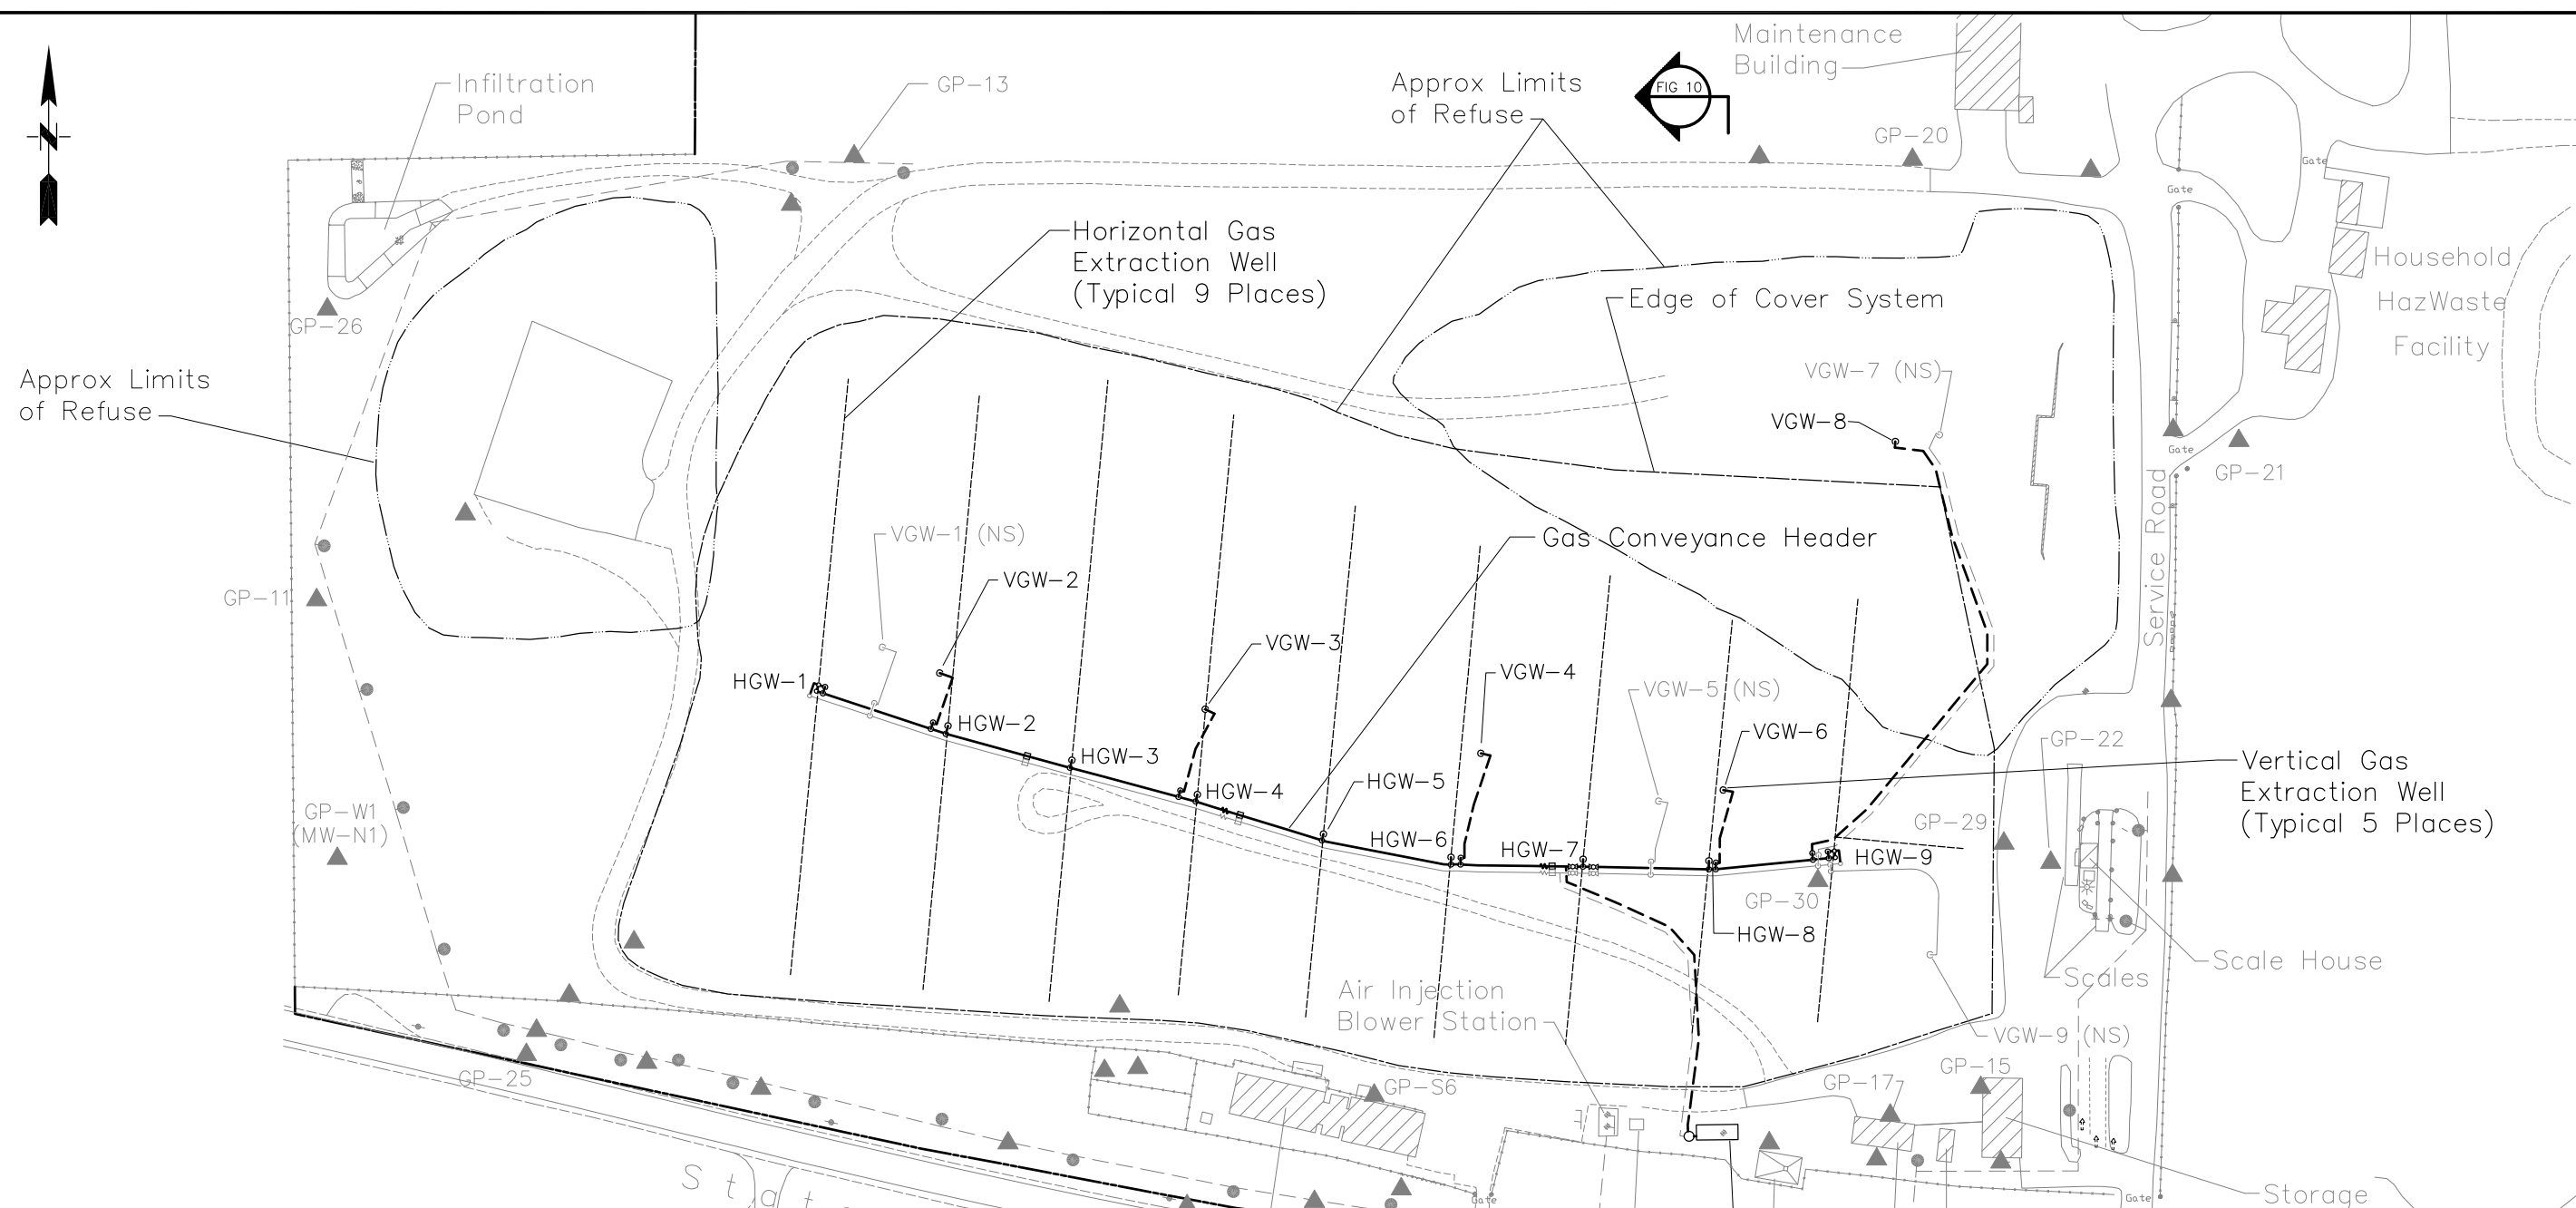 N
Infiltration
Pond
GP-13
Approx Limits
of Refuse
FIG 10
Maintenance
Building
GP-20
Gate
Gate
Horizontal Gas
Extraction Well
(Typical 9 Places)
Edge of Cover System
Household
HazWaste
Facility
GP-26
Approx Limits
of Refuse
VGW-7 (NS)
VGW-8
Gate
GP-21
Service Road
VGW-1 (NS)
Gas Conveyance Header
VGW-2
GP-11
VGW-3
VGW-4
HGW-1
VGW-5 (NS)
HGW-2
VGW-6
GP-22
HGW-3
HGW-5
HGW-4
Vertical Gas
Extraction Well
(Typical 5 Places)
GP-W1
(MW-N1)
GP-29
HGW-6
HGW-7
HGW-9
GP-30
HGW-8
Scale House
Scales
Air Injection
Blower Station
VGW-9 (NS)
GP-25
GP-S6
GP-17
GP-15
Gate
Gate
Storage